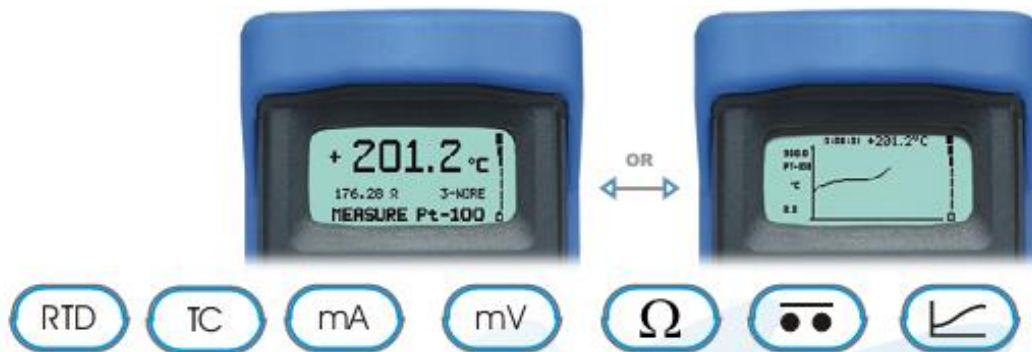 + 201.2 °C
176.28 Ω 3-WIRE
MEASURE Pt-100
OR
+201.2°C
°C
RTD TC mA mV Ω